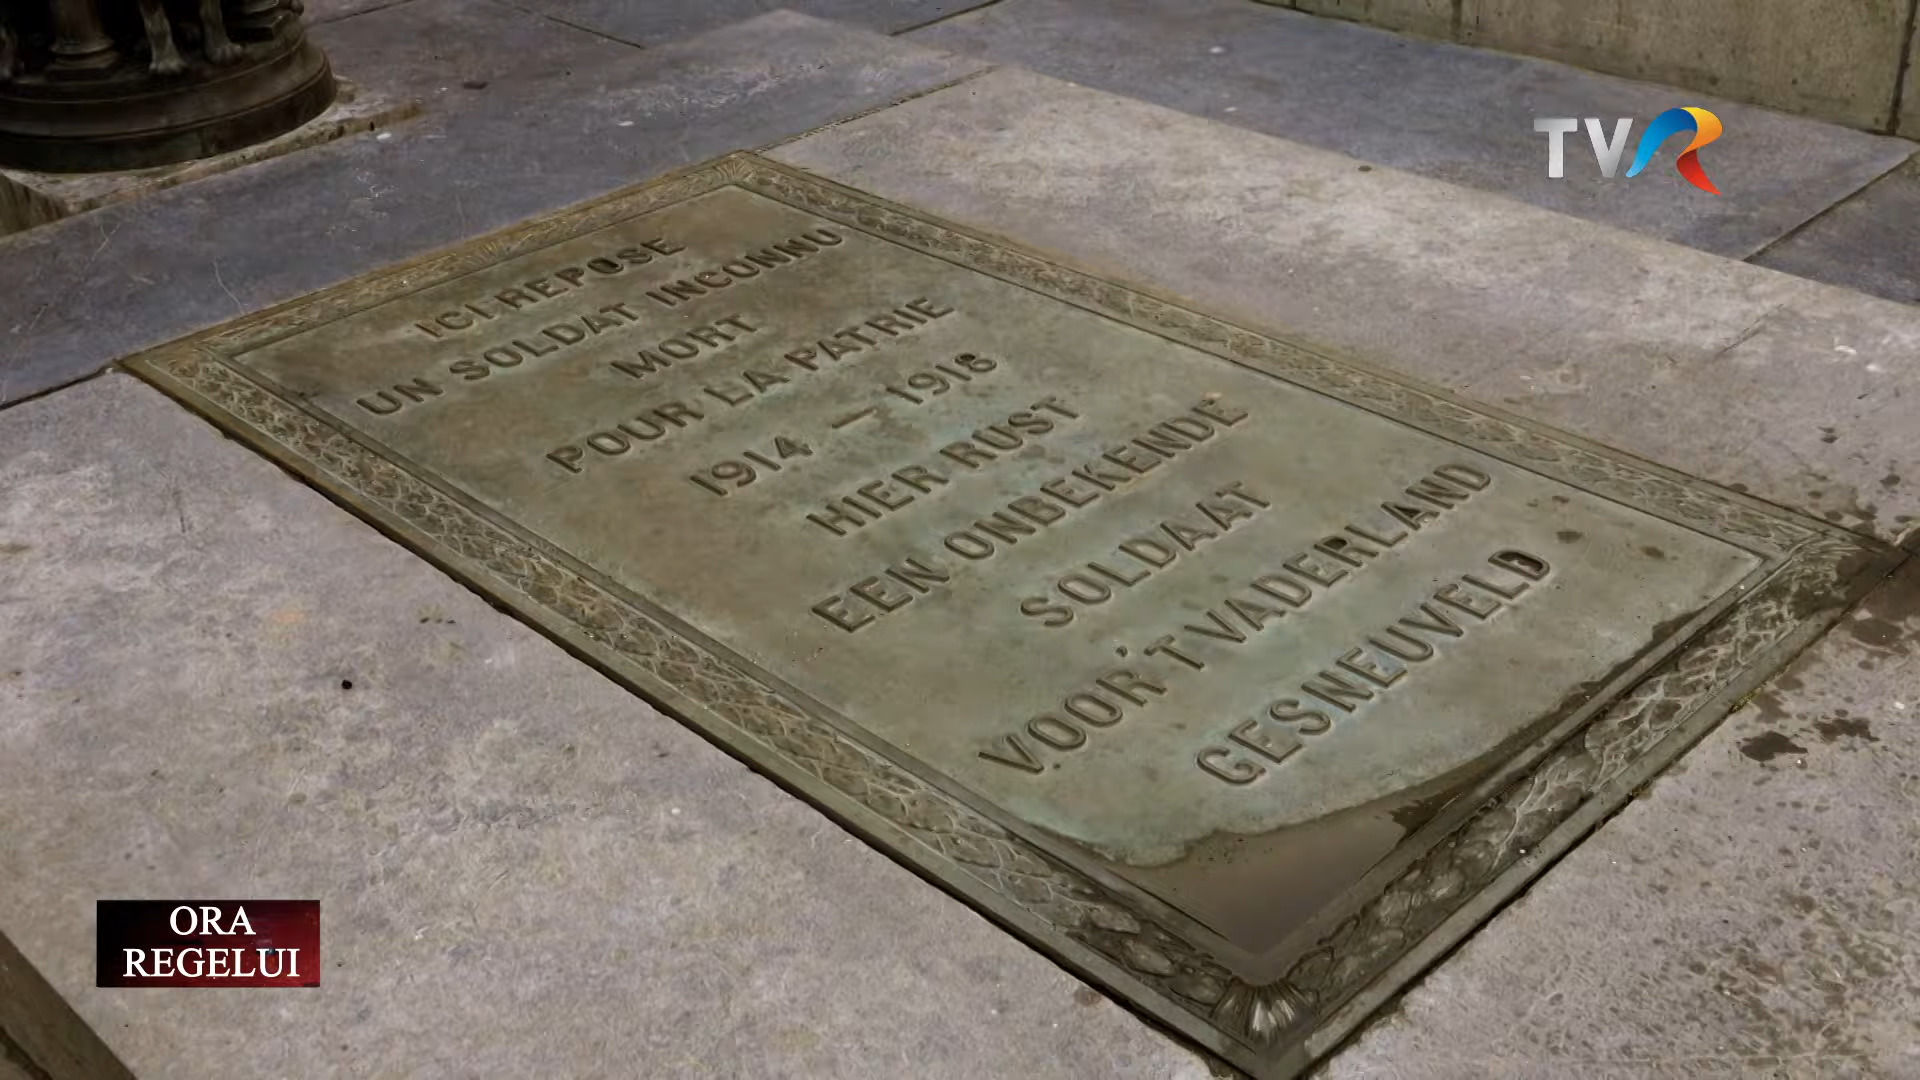 TVR
ICI REPOSE
UN SOLDAT INCONNU
MORT
POUR LA PATRIE
1914 — 1918
HIER RUST
EEN ONBEKENDE
SOLDAAT
VOOR'T VADERLAND
GESNEUVELD
ORA
REGELUI